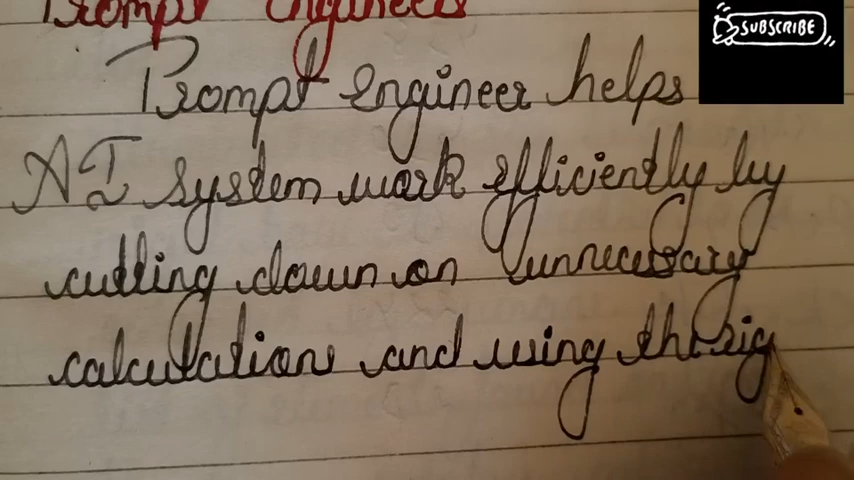 Prompt Engineer
SUBSCRIBE
Prompt engineer helps
AI system work efficiently by
cutting down on unnecessary
calculations and using the rig